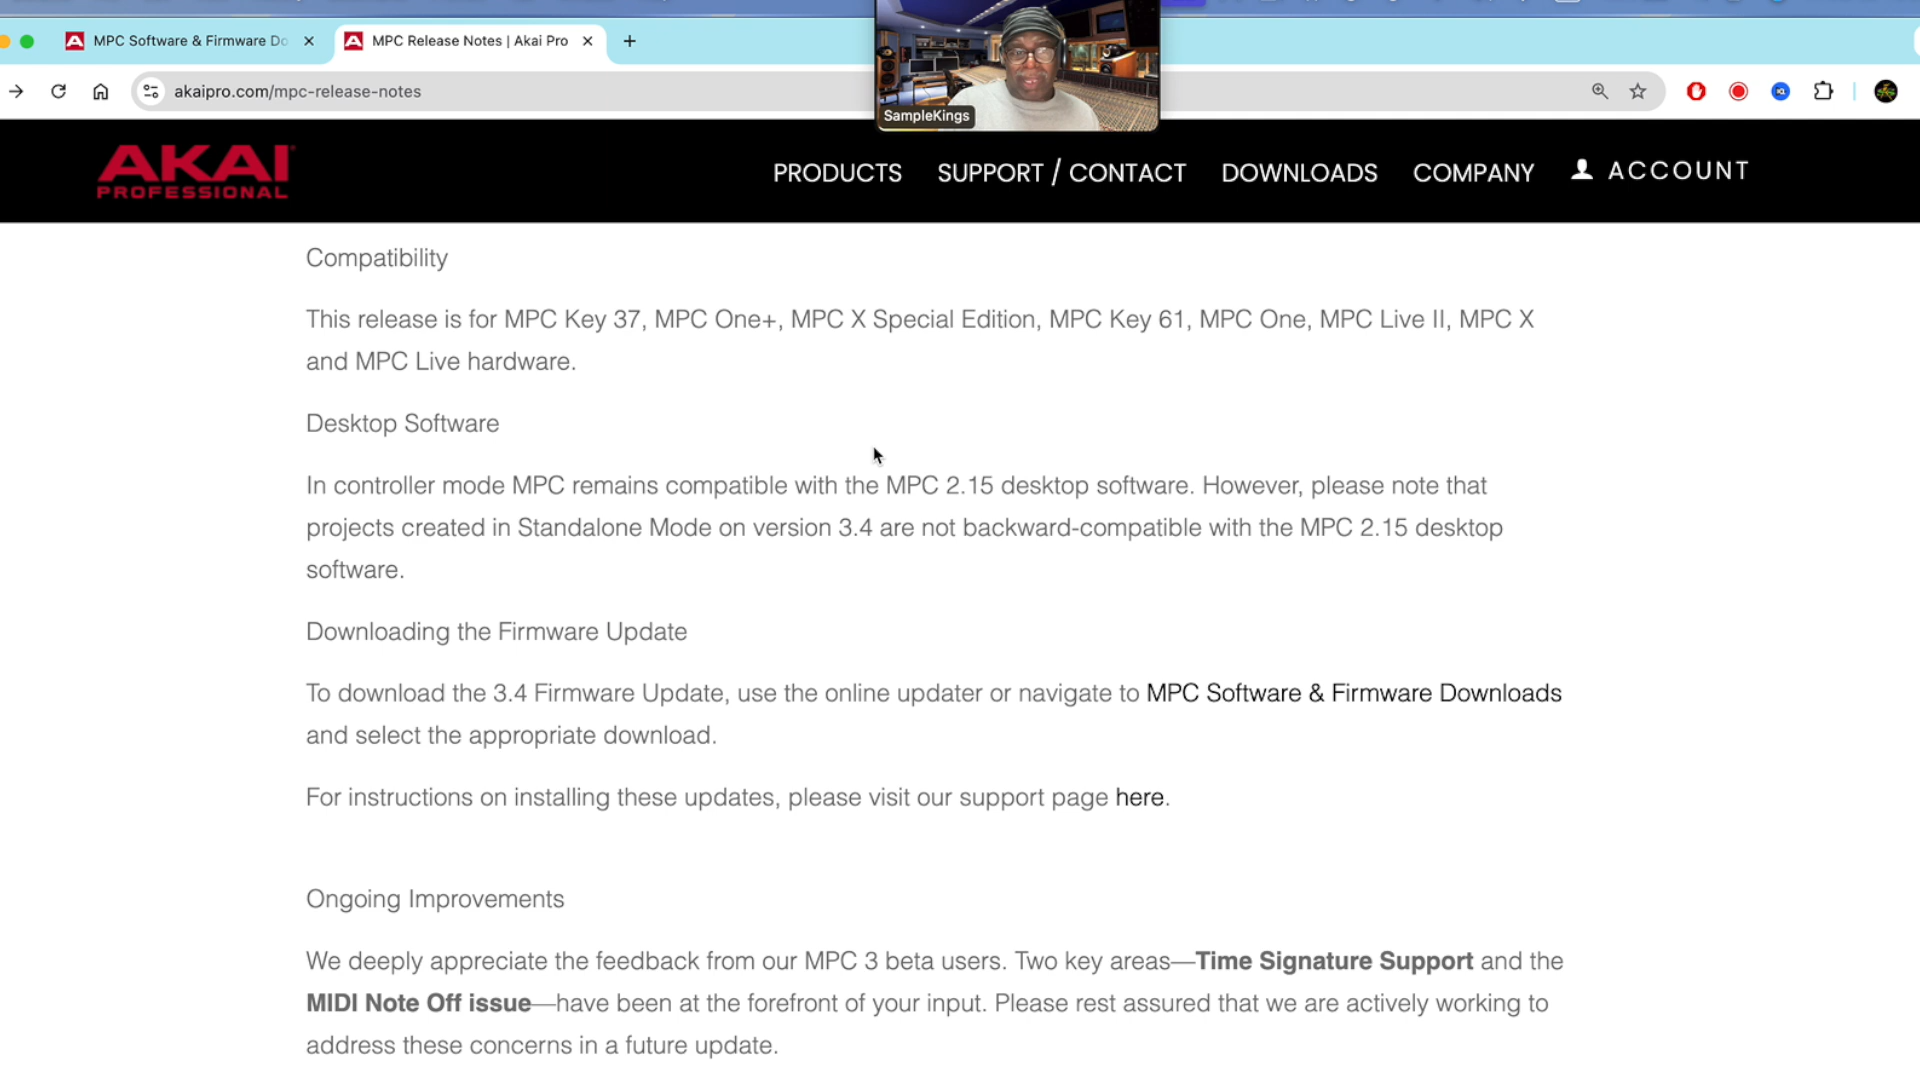 MPC Software & Firmware Do
MPC Release Notes | Akai Pro
akaipro.com/mpc-release-notes
SampleKings
AKAI
PROFESSIONAL
PRODUCTS
SUPPORT / CONTACT
DOWNLOADS
COMPANY
ACCOUNT
Compatibility
This release is for MPC Key 37, MPC One+, MPC X Special Edition, MPC Key 61, MPC One, MPC Live II, MPC X
and MPC Live hardware.
Desktop Software
In controller mode MPC remains compatible with the MPC 2.15 desktop software. However, please note that
projects created in Standalone Mode on version 3.4 are not backward-compatible with the MPC 2.15 desktop
software.
Downloading the Firmware Update
To download the 3.4 Firmware Update, use the online updater or navigate to MPC Software & Firmware Downloads
and select the appropriate download.
For instructions on installing these updates, please visit our support page here.
Ongoing Improvements
We deeply appreciate the feedback from our MPC 3 beta users. Two key areas—Time Signature Support and the
MIDI Note Off issue—have been at the forefront of your input. Please rest assured that we are actively working to
address these concerns in a future update.